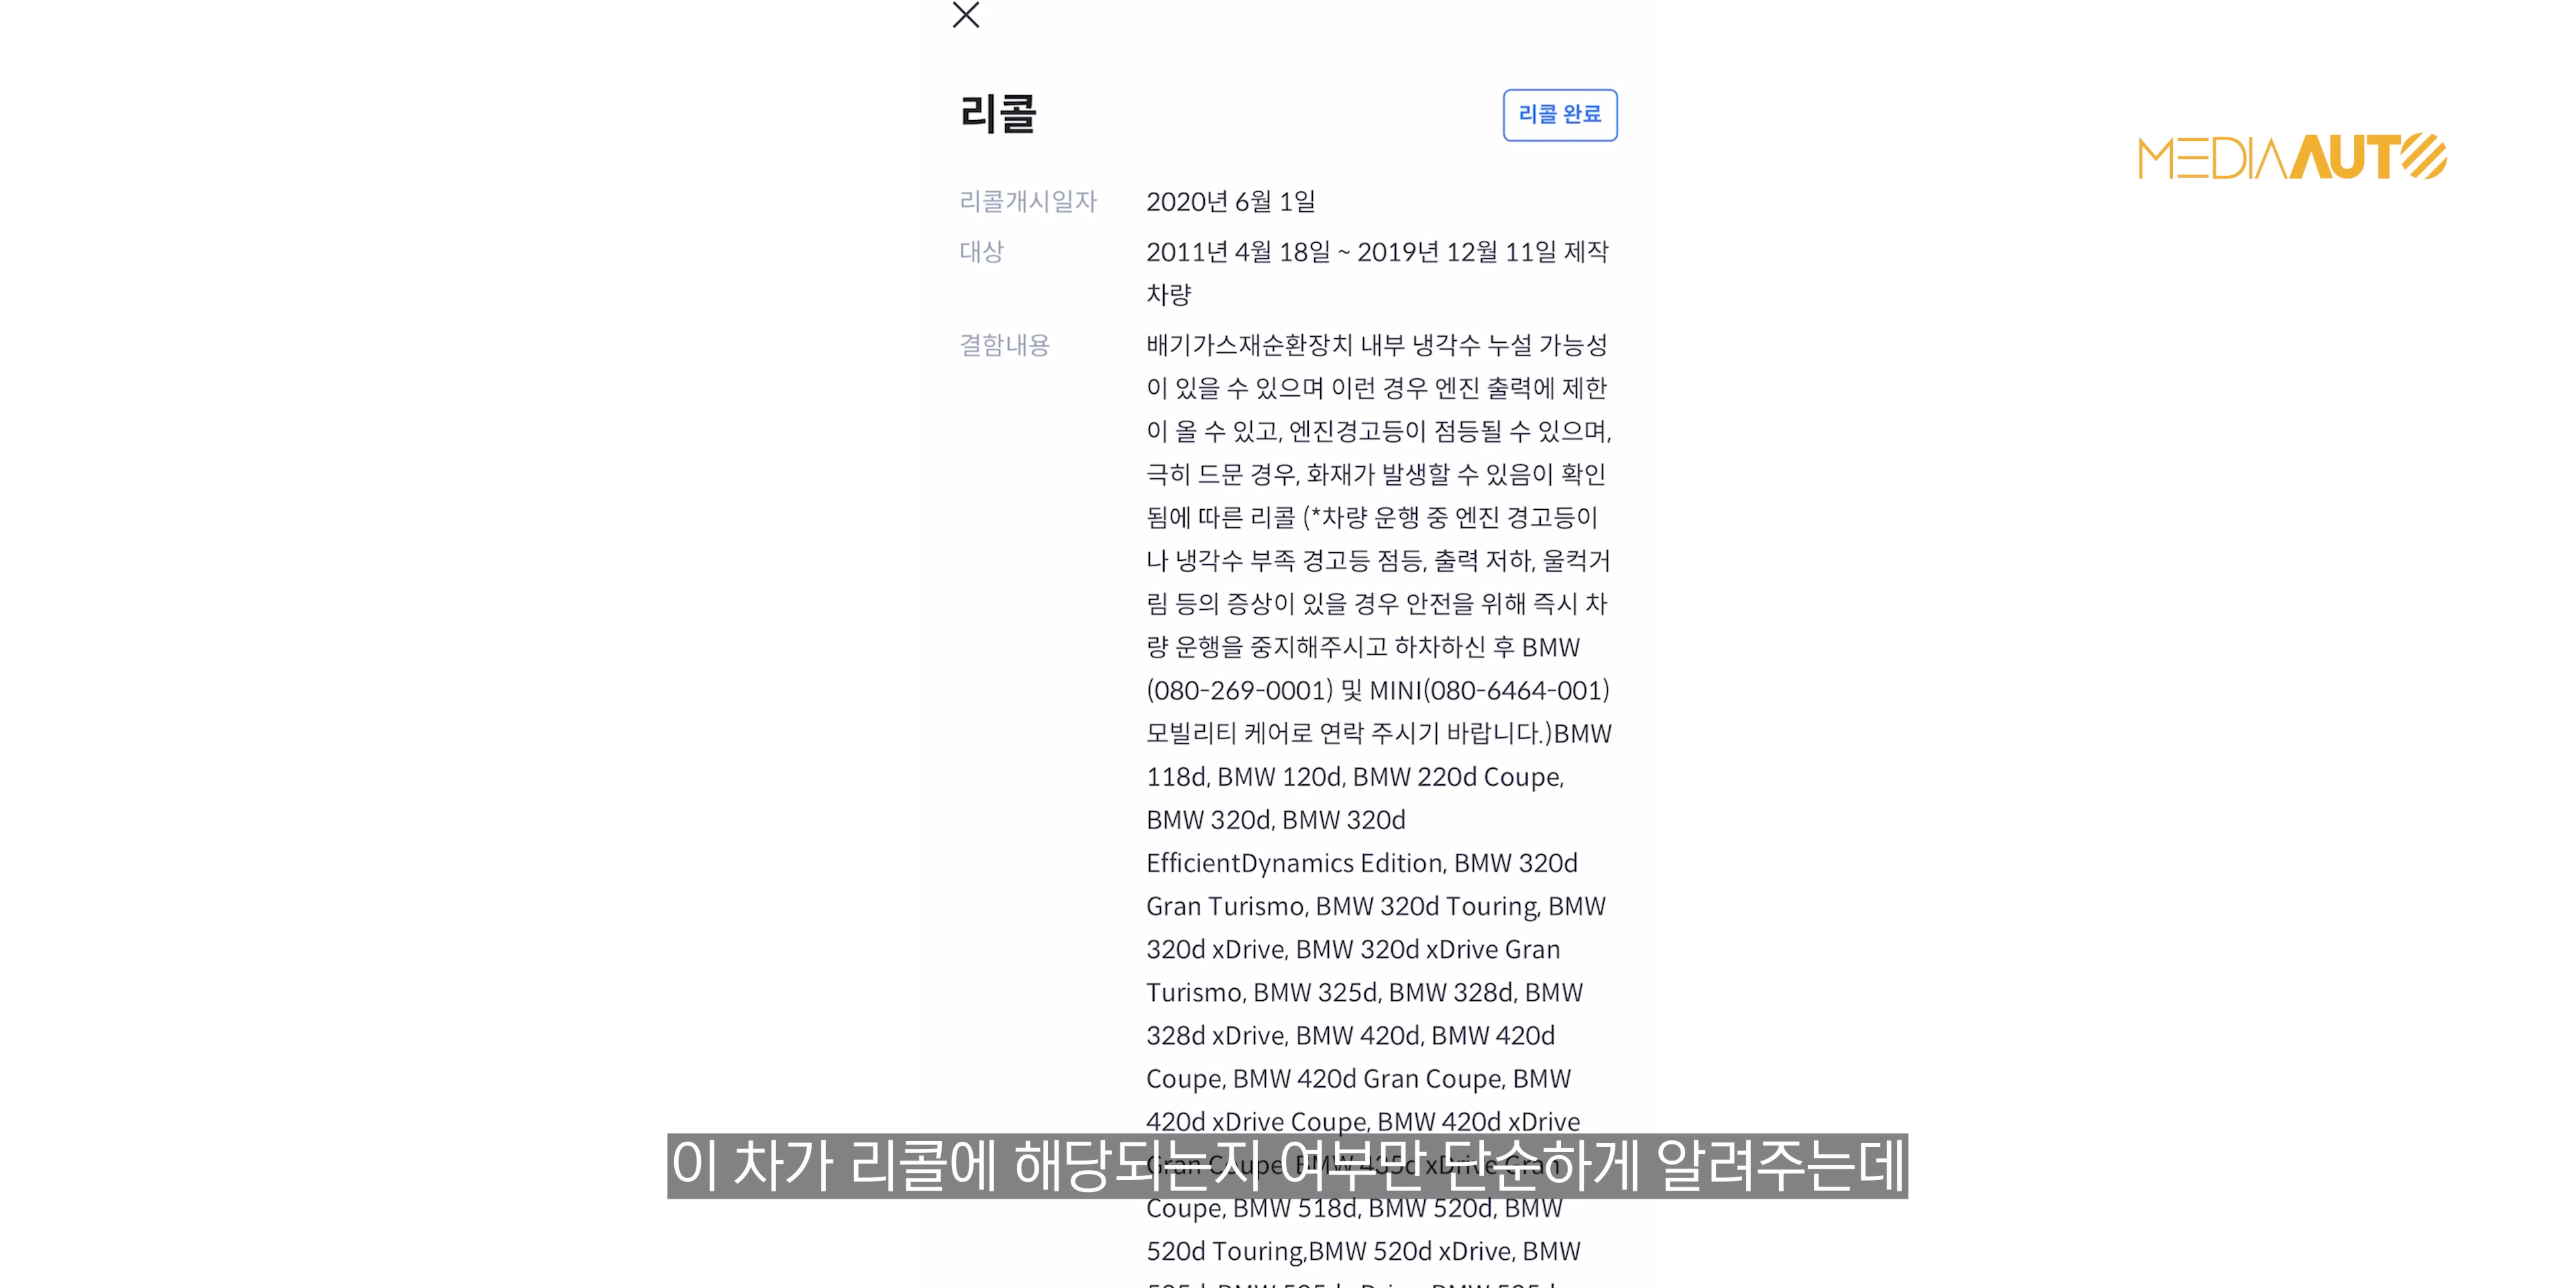 리콜
리콜 완료
MEDIAAUTO
리콜개시일자
2020년 6월 1일
대상
2011년 4월 18일 ~ 2019년 12월 11일 제작
차량
결함내용
배기가스재순환장치 내부 냉각수 누설 가능성
이 있을 수 있으며 이런 경우 엔진 출력에 제한
이 올 수 있고, 엔진경고등이 점등될 수 있으며,
극히 드문 경우, 화재가 발생할 수 있음이 확인
됨에 따른 리콜 (*차량 운행 중 엔진 경고등이
나 냉각수 부족 경고등 점등, 출력 저하, 울컥거
림 등의 증상이 있을 경우 안전을 위해 즉시 차
량 운행을 중지해주시고 하차하신 후 BMW
(080-269-0001) 및 MINI(080-6464-001)
모빌리티 케어로 연락 주시기 바랍니다.)BMW
118d, BMW 120d, BMW 220d Coupe,
BMW 320d, BMW 320d
EfficientDynamics Edition, BMW 320d
Gran Turismo, BMW 320d Touring, BMW
320d xDrive, BMW 320d xDrive Gran
Turismo, BMW 325d, BMW 328d, BMW
328d xDrive, BMW 420d, BMW 420d
Coupe, BMW 420d Gran Coupe, BMW
420d xDrive Coupe, BMW 420d xDrive
Gran Coupe, BMW 435d xDrive Gran
이 차가 리콜에 해당되는지 여부만 단순하게 알려주는데
Coupe, BMW 518d, BMW 520d, BMW
520d Touring,BMW 520d xDrive, BMW